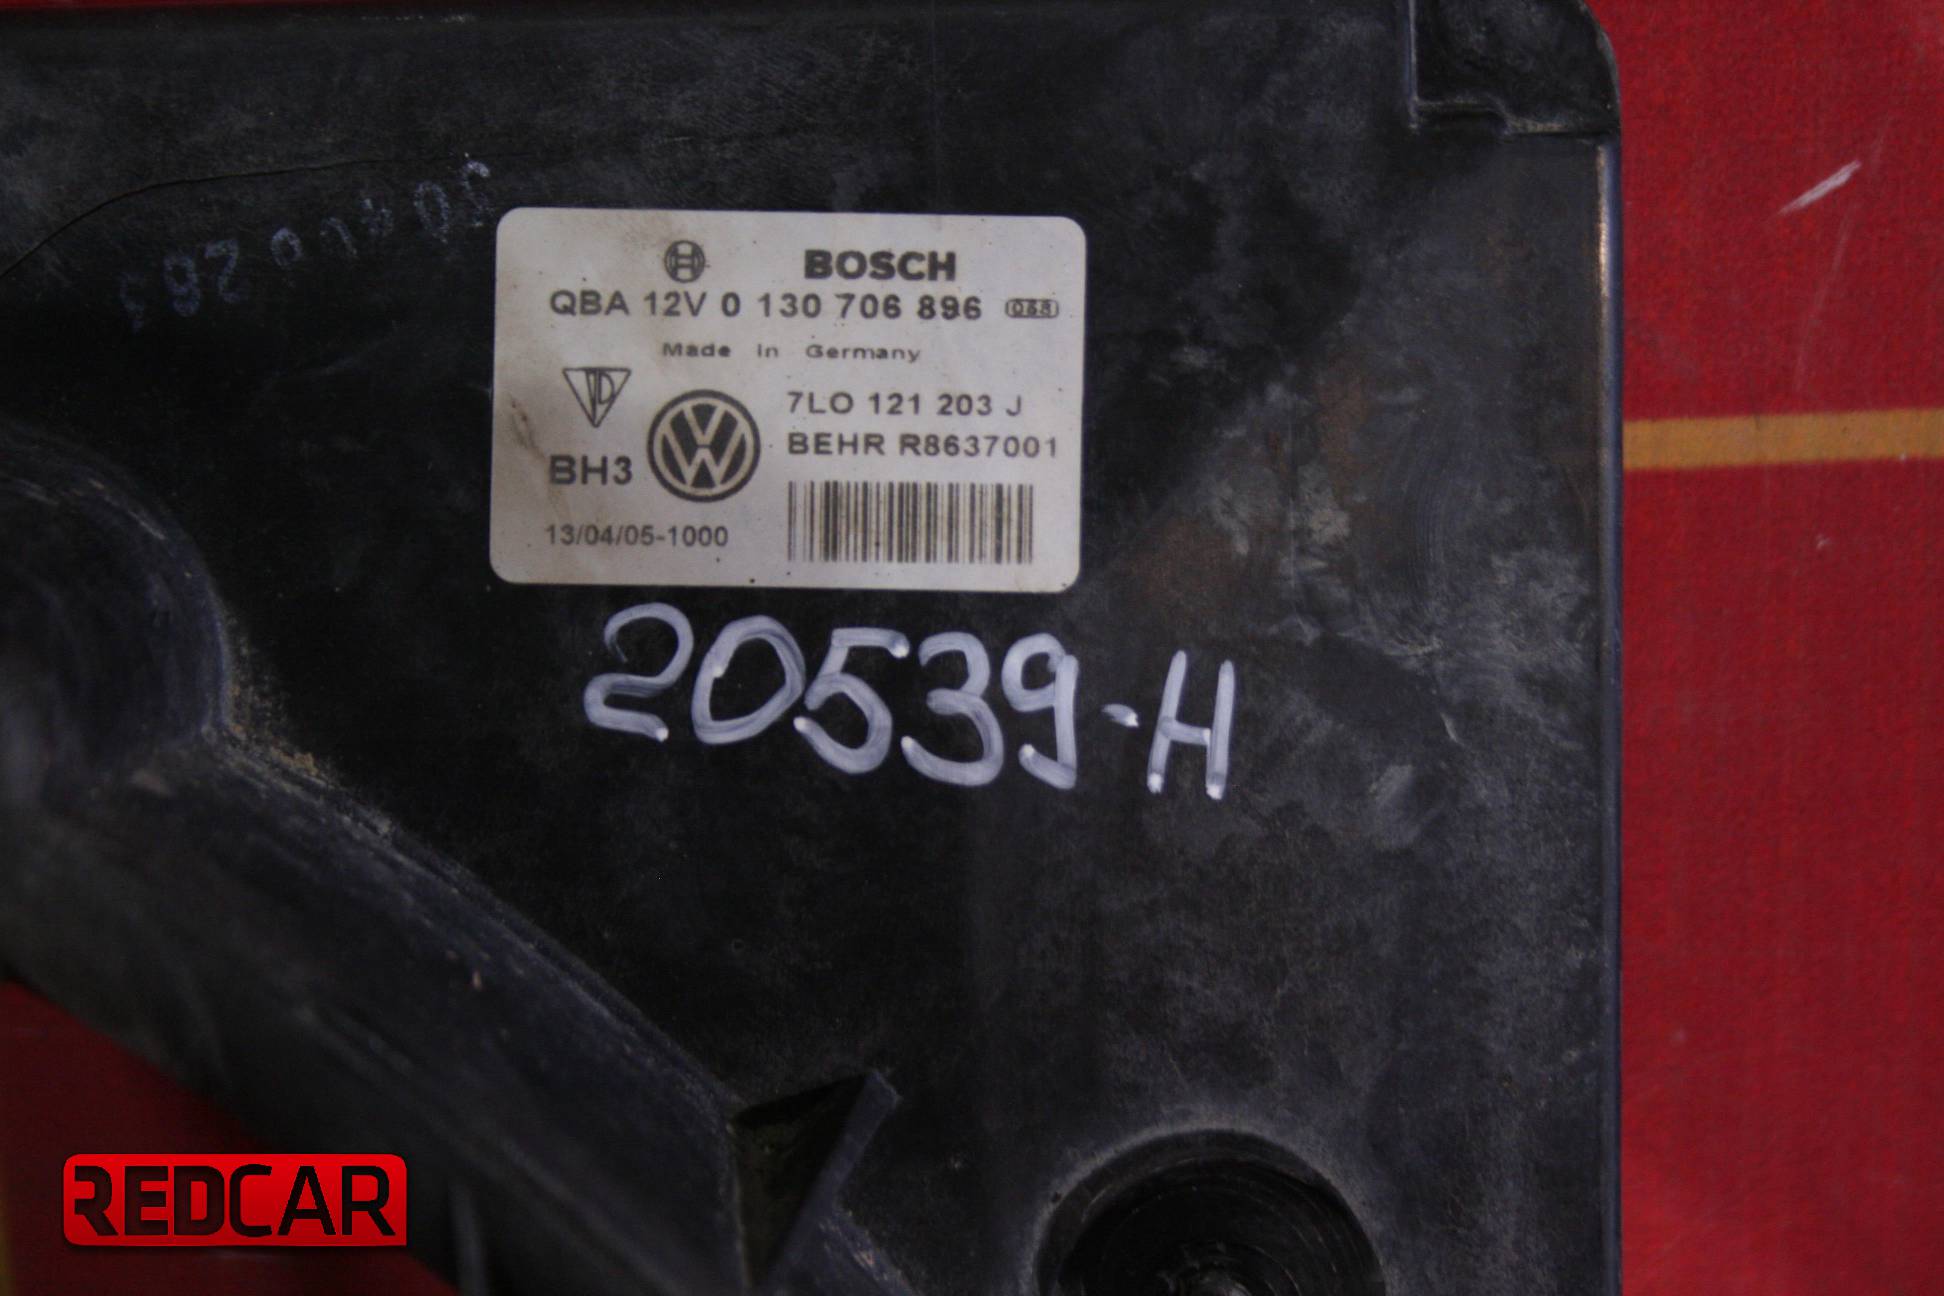 BOSCH
QBA 12V 0 130 706 896 068
Made in Germany
7LO 121 203 J
BEHR R8637001
BH3
13/04/05-1000
20539-H
REDCAR